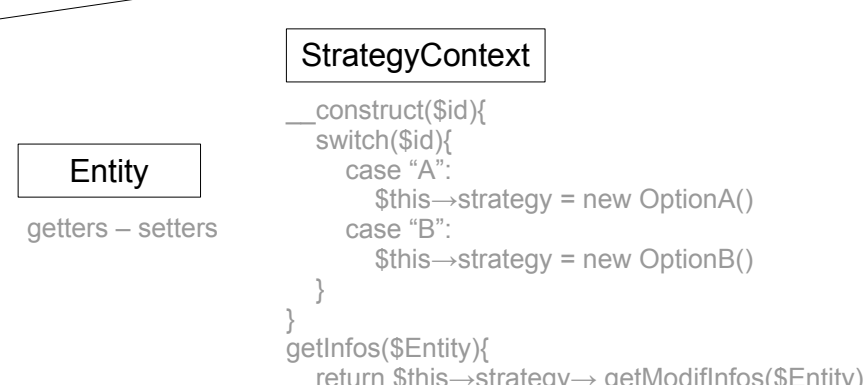 StrategyContext
__construct($id){
switch($id){
case “A”:
$this→strategy = new OptionA()
case “B”:
$this→strategy = new OptionB()
}
}
getInfos($Entity){
return $this→strategy→ getModifInfos($Entity)
Entity
getters – setters